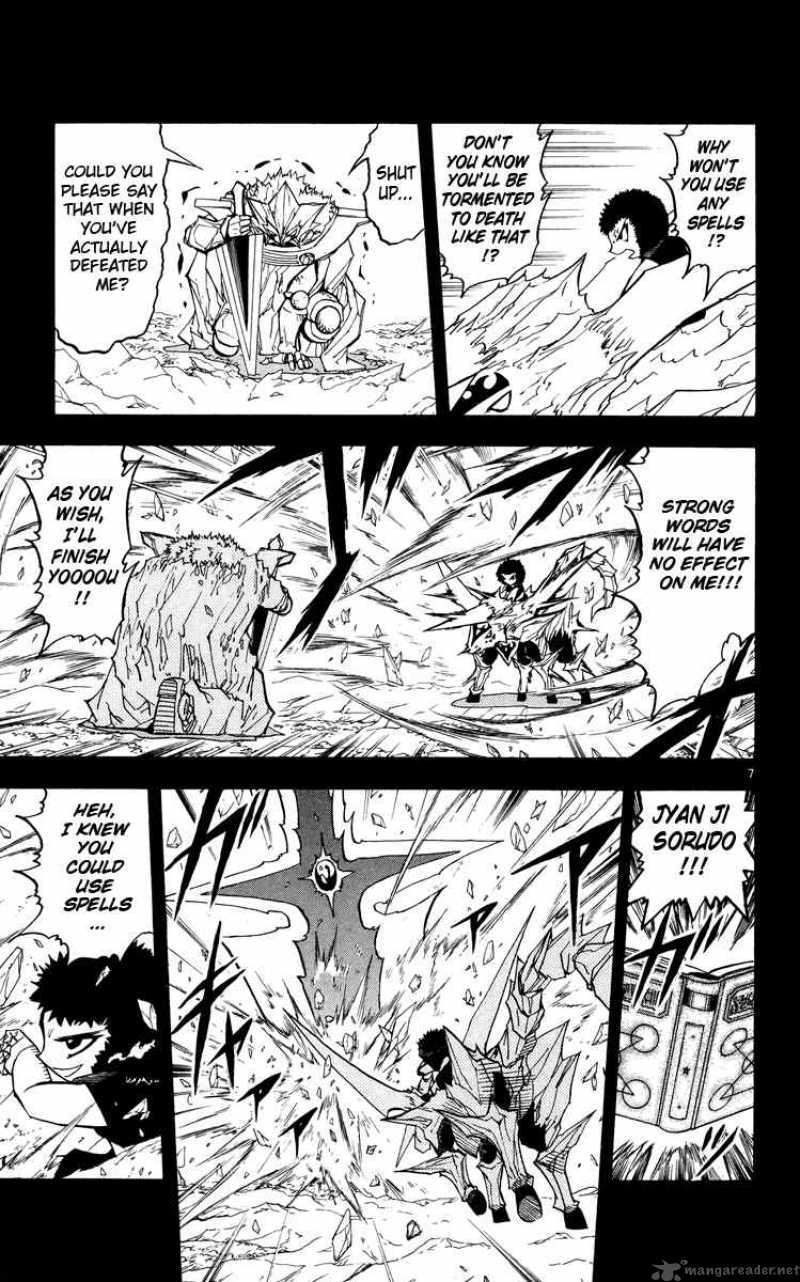 WHY
WON'T
YOU USE
ANY
SPELLS
!?
DON'T
YOU KNOW
YOU'LL BE
TORMENTED
TO DEATH
LIKE THAT
!?
SHUT
UP...
COULD YOU
PLEASE SAY
THAT WHEN
YOU'VE
ACTUALLY
DEFEATED
ME?
STRONG
WORDS
WILL HAVE
NO EFFECT
ON ME!!!
AS YOU
WISH,
I'LL
FINISH
YOOOOU
!!
7
JYAN JI
SORUDO
!!!
HEH,
I KNEW
YOU
COULD
USE
SPELLS
...
mangareader.net